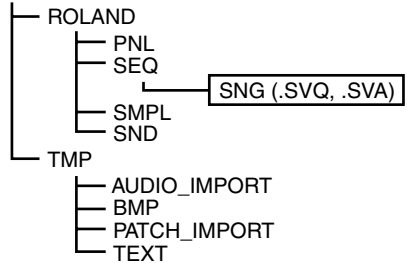 ROLAND
PNL
SEQ
SNG (.SVQ, .SVA)
SMPL
SND
TMP
AUDIO_IMPORT
BMP
PATCH_IMPORT
TEXT